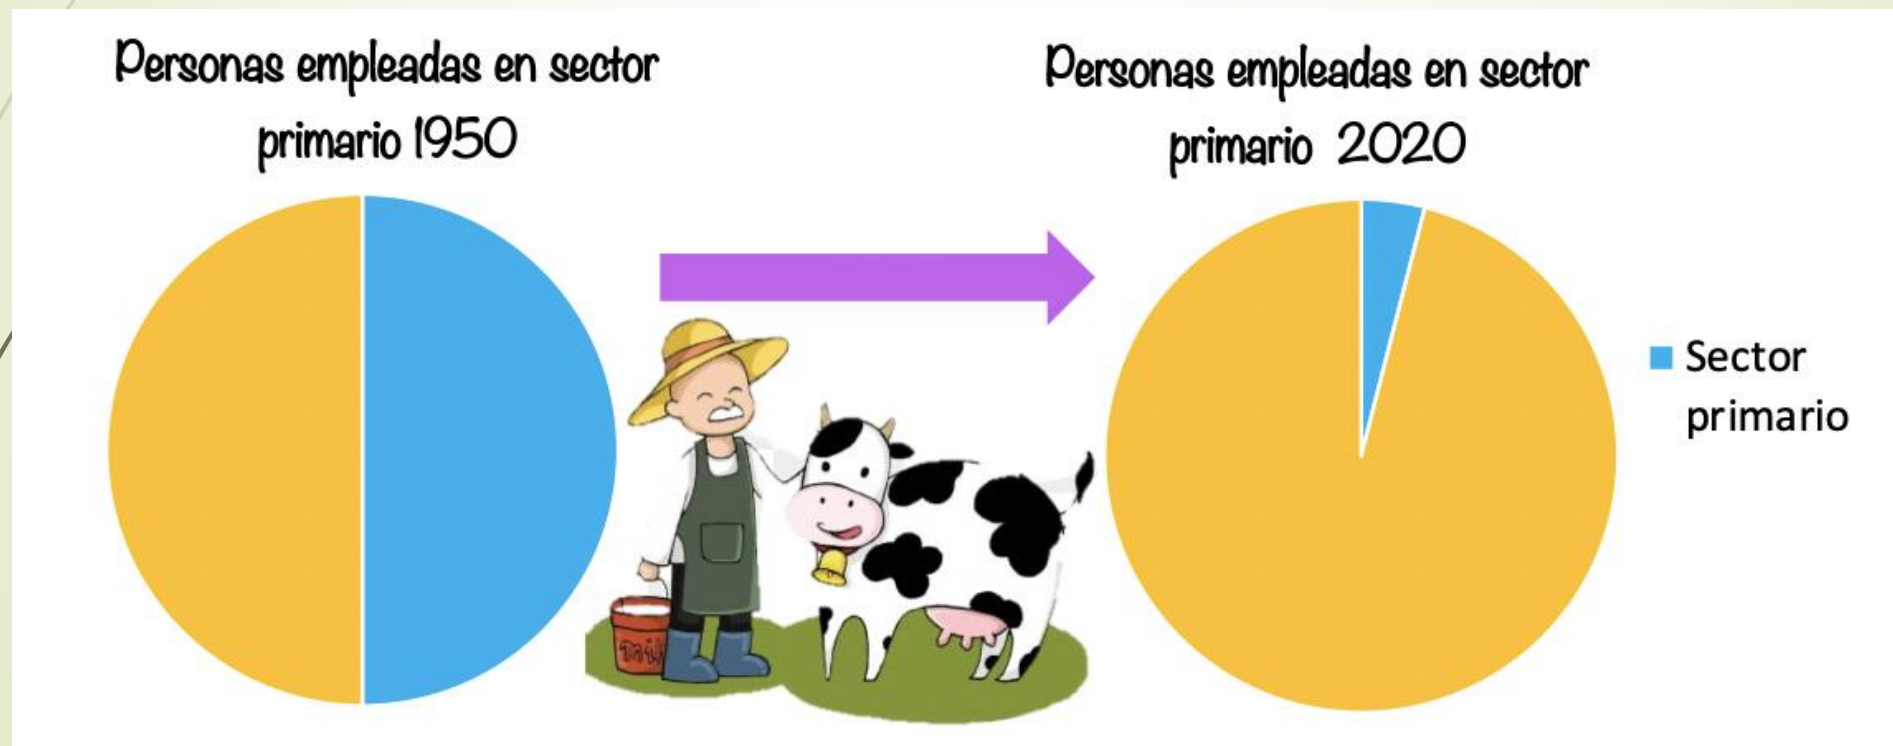 Personas empleadas en sector
primario 1950
Personas empleadas en sector
primario 2020
Sector
primario